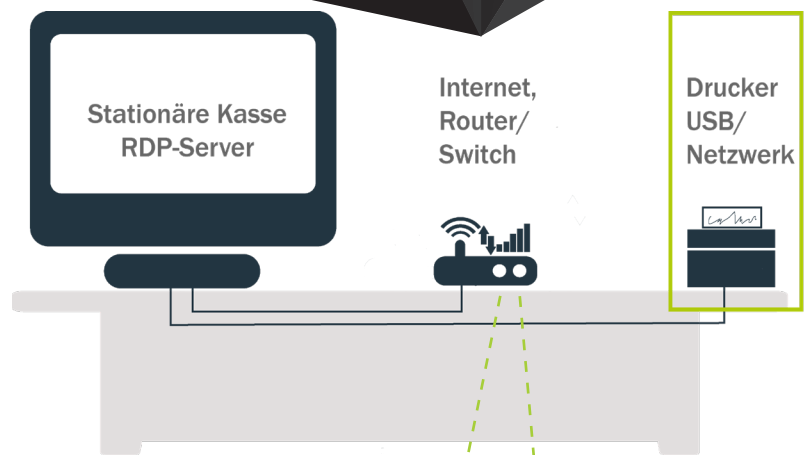 Stationäre Kasse
RDP-Server
Internet,
Router/
Switch
Drucker
USB/
Netzwerk